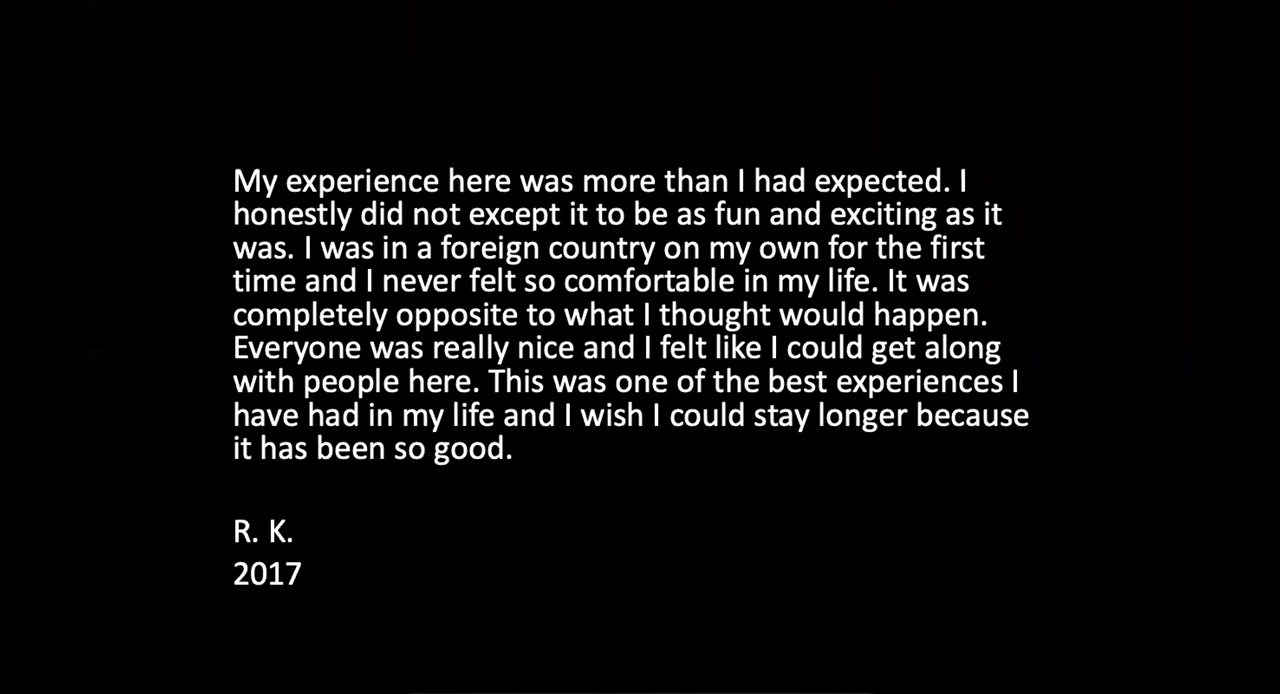 My experience here was more than I had expected. I
honestly did not except it to be as fun and exciting as it
was. I was in a foreign country on my own for the first
time and I never felt so comfortable in my life. It was
completely opposite to what I thought would happen.
Everyone was really nice and I felt like I could get along
with people here. This was one of the best experiences I
have had in my life and I wish I could stay longer because
it has been so good.
R. K.
2017